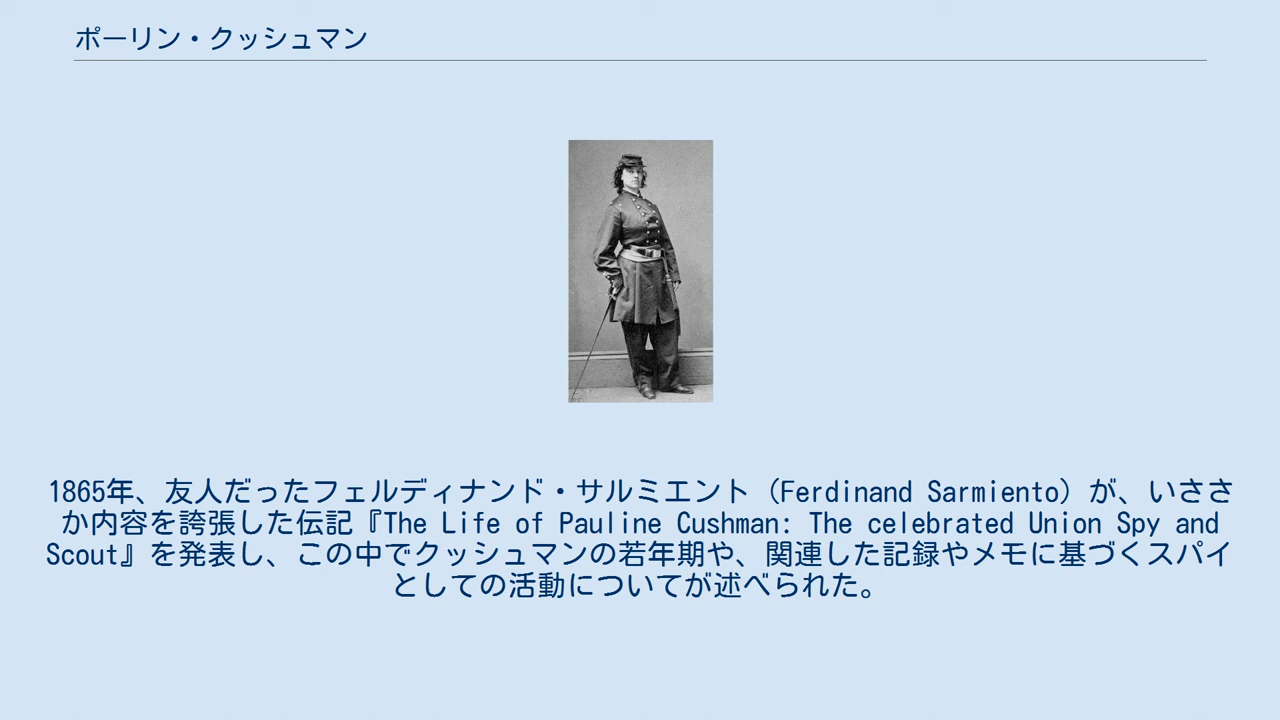 ポーリン・クッシュマン
1865年、友人だったフェルディナンド・サルミエント（Ferdinand Sarmiento）が、いささ
か内容を誇張した伝記『The Life of Pauline Cushman: The celebrated Union Spy and
Scout』を発表し、この中でクッシュマンの若年期や、関連した記録やメモに基づくスパイ
としての活動についてが述べられた。